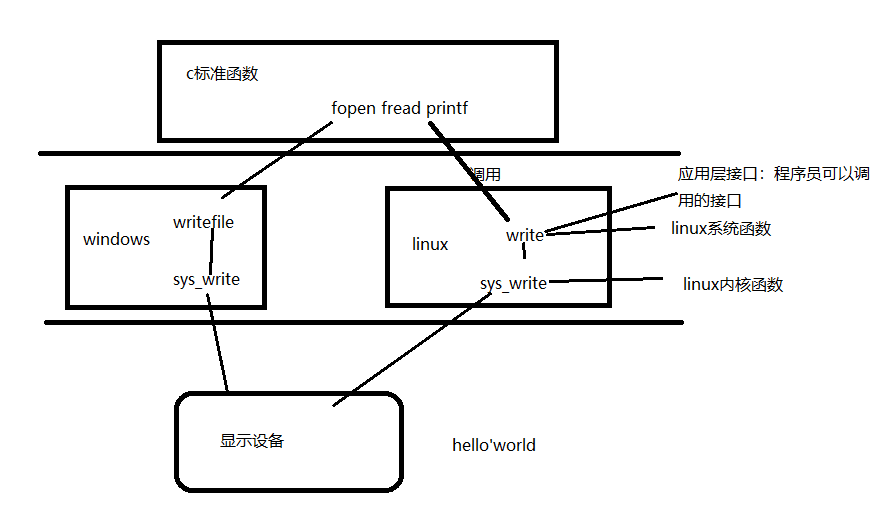 c标准函数
fopen fread printf
调用
应用层接口：程序员可以调
用的接口
windows
writefile
sys_write
linux
write
linux系统函数
sys_write
linux内核函数
显示设备
hello'world